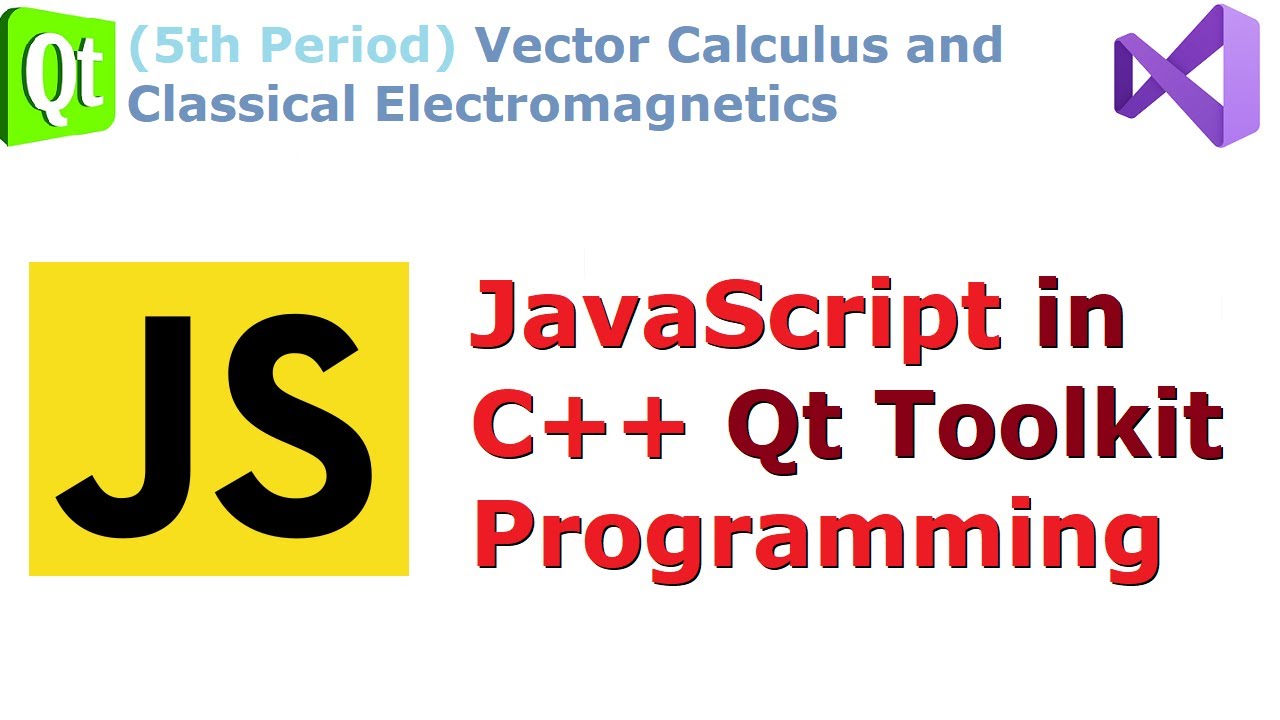 Qt
(5th Period) Vector Calculus and
Classical Electromagnetics
JS
JavaScript in
C++ Qt Toolkit
Programming